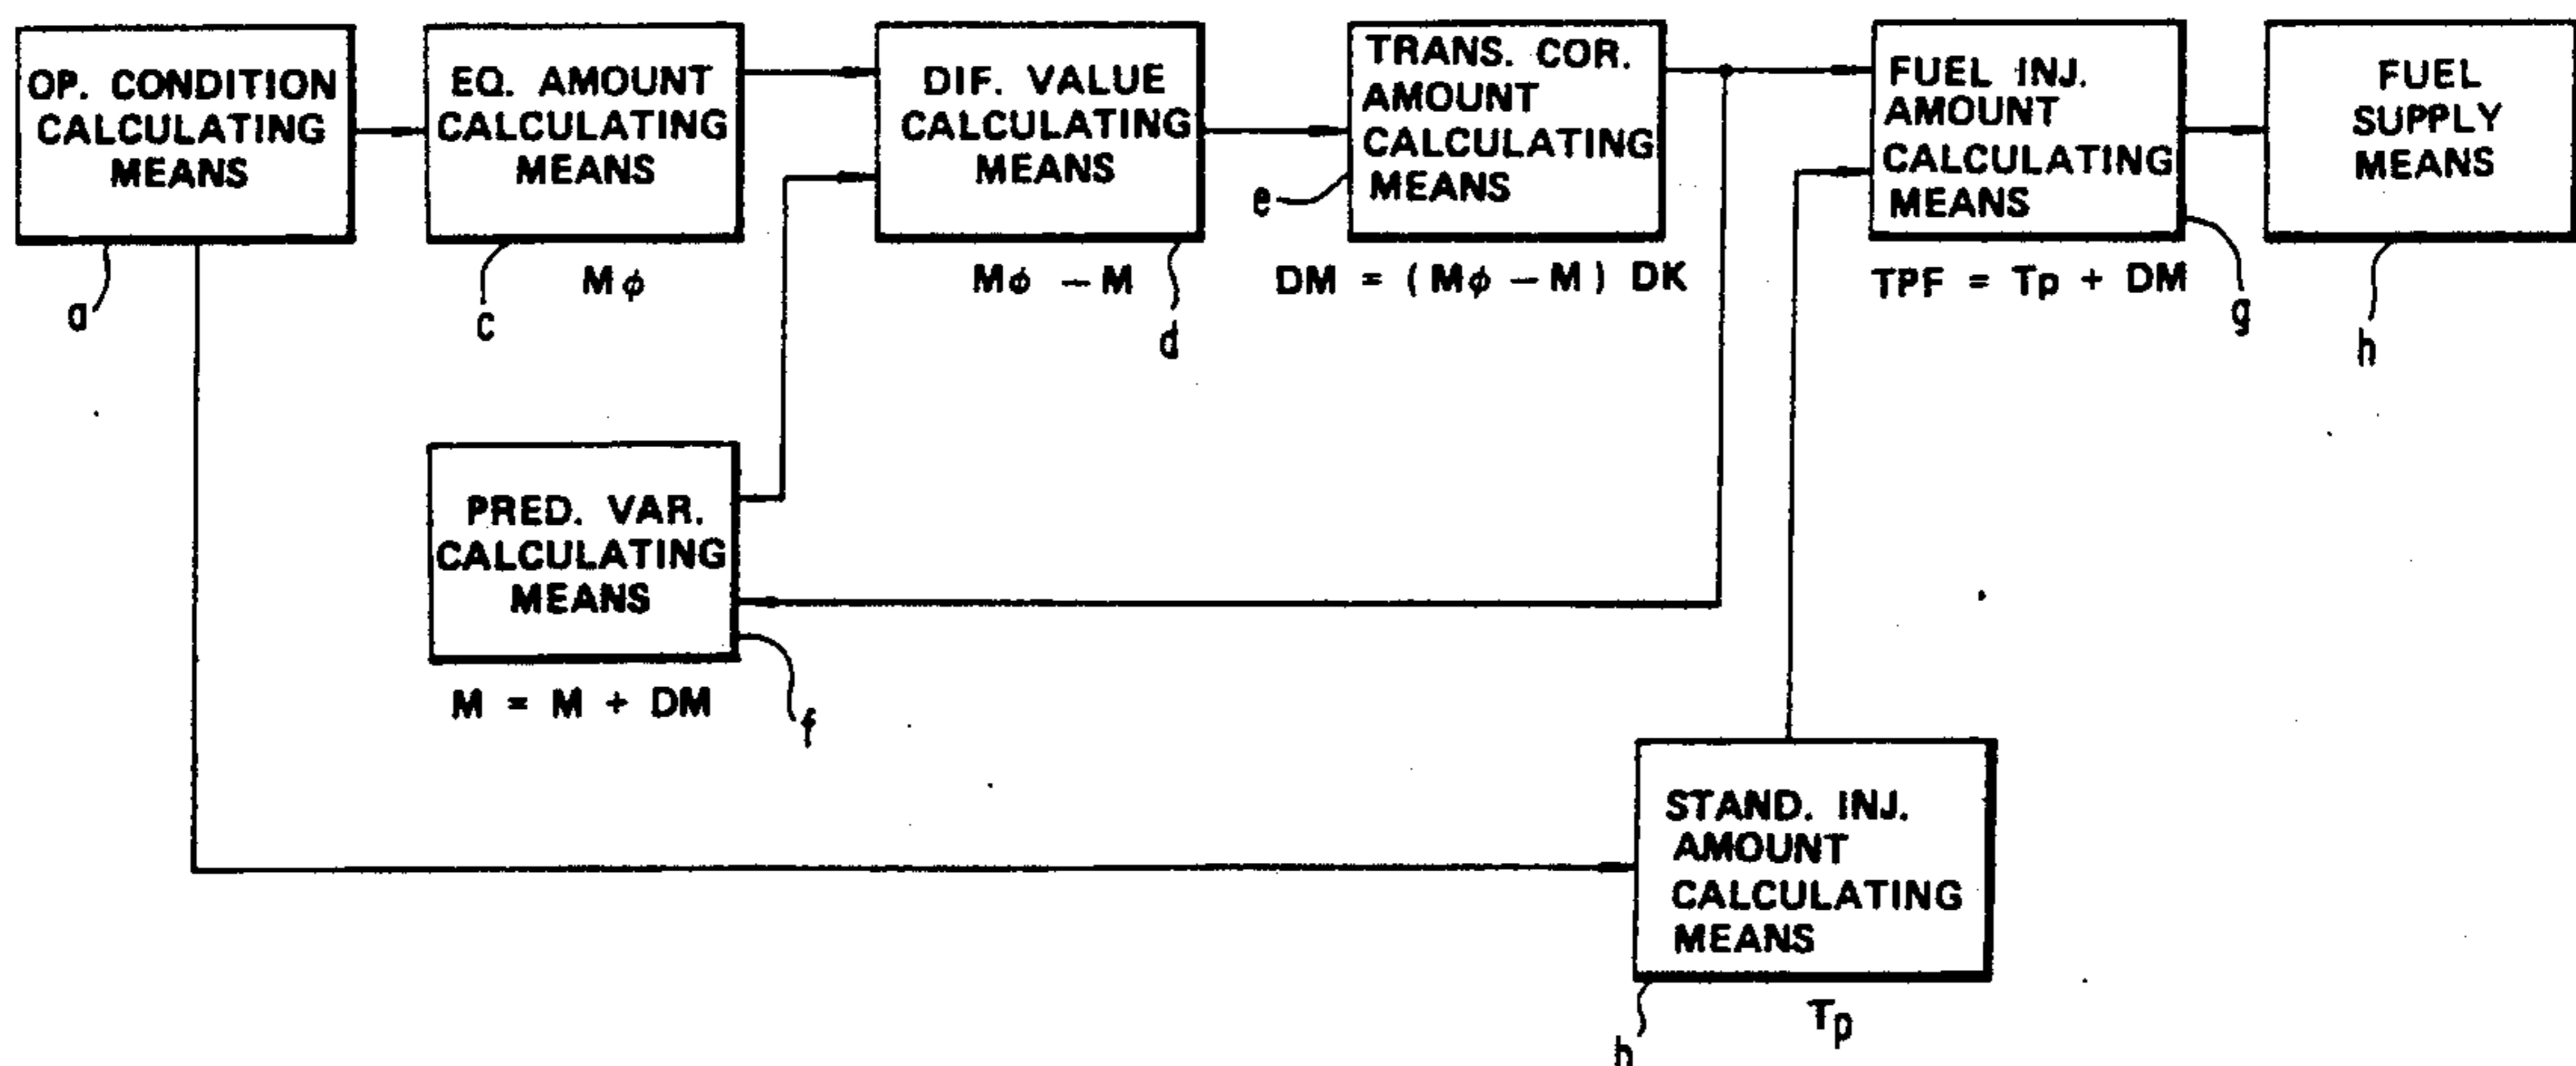 OP. CONDITION
CALCULATING
MEANS
a
EQ. AMOUNT
CALCULATING
MEANS
c
Mφ
DIF. VALUE
CALCULATING
MEANS
Mφ – M
d
TRANS. COR.
AMOUNT
CALCULATING
MEANS
e
DM = (Mφ – M) DK
FUEL INJ.
AMOUNT
CALCULATING
MEANS
TPF = Tp + DM
g
FUEL
SUPPLY
MEANS
h
PRED. VAR.
CALCULATING
MEANS
M = M + DM
f
STAND. INJ.
AMOUNT
CALCULATING
MEANS
Tp